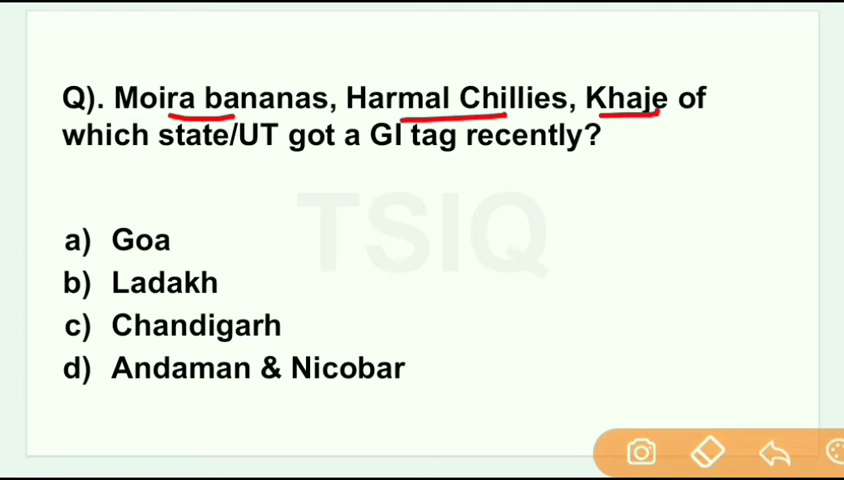 Q). Moira bananas, Harmal Chillies, Khaje of
which state/UT got a GI tag recently?
TSIQ
a) Goa
b) Ladakh
c) Chandigarh
d) Andaman & Nicobar